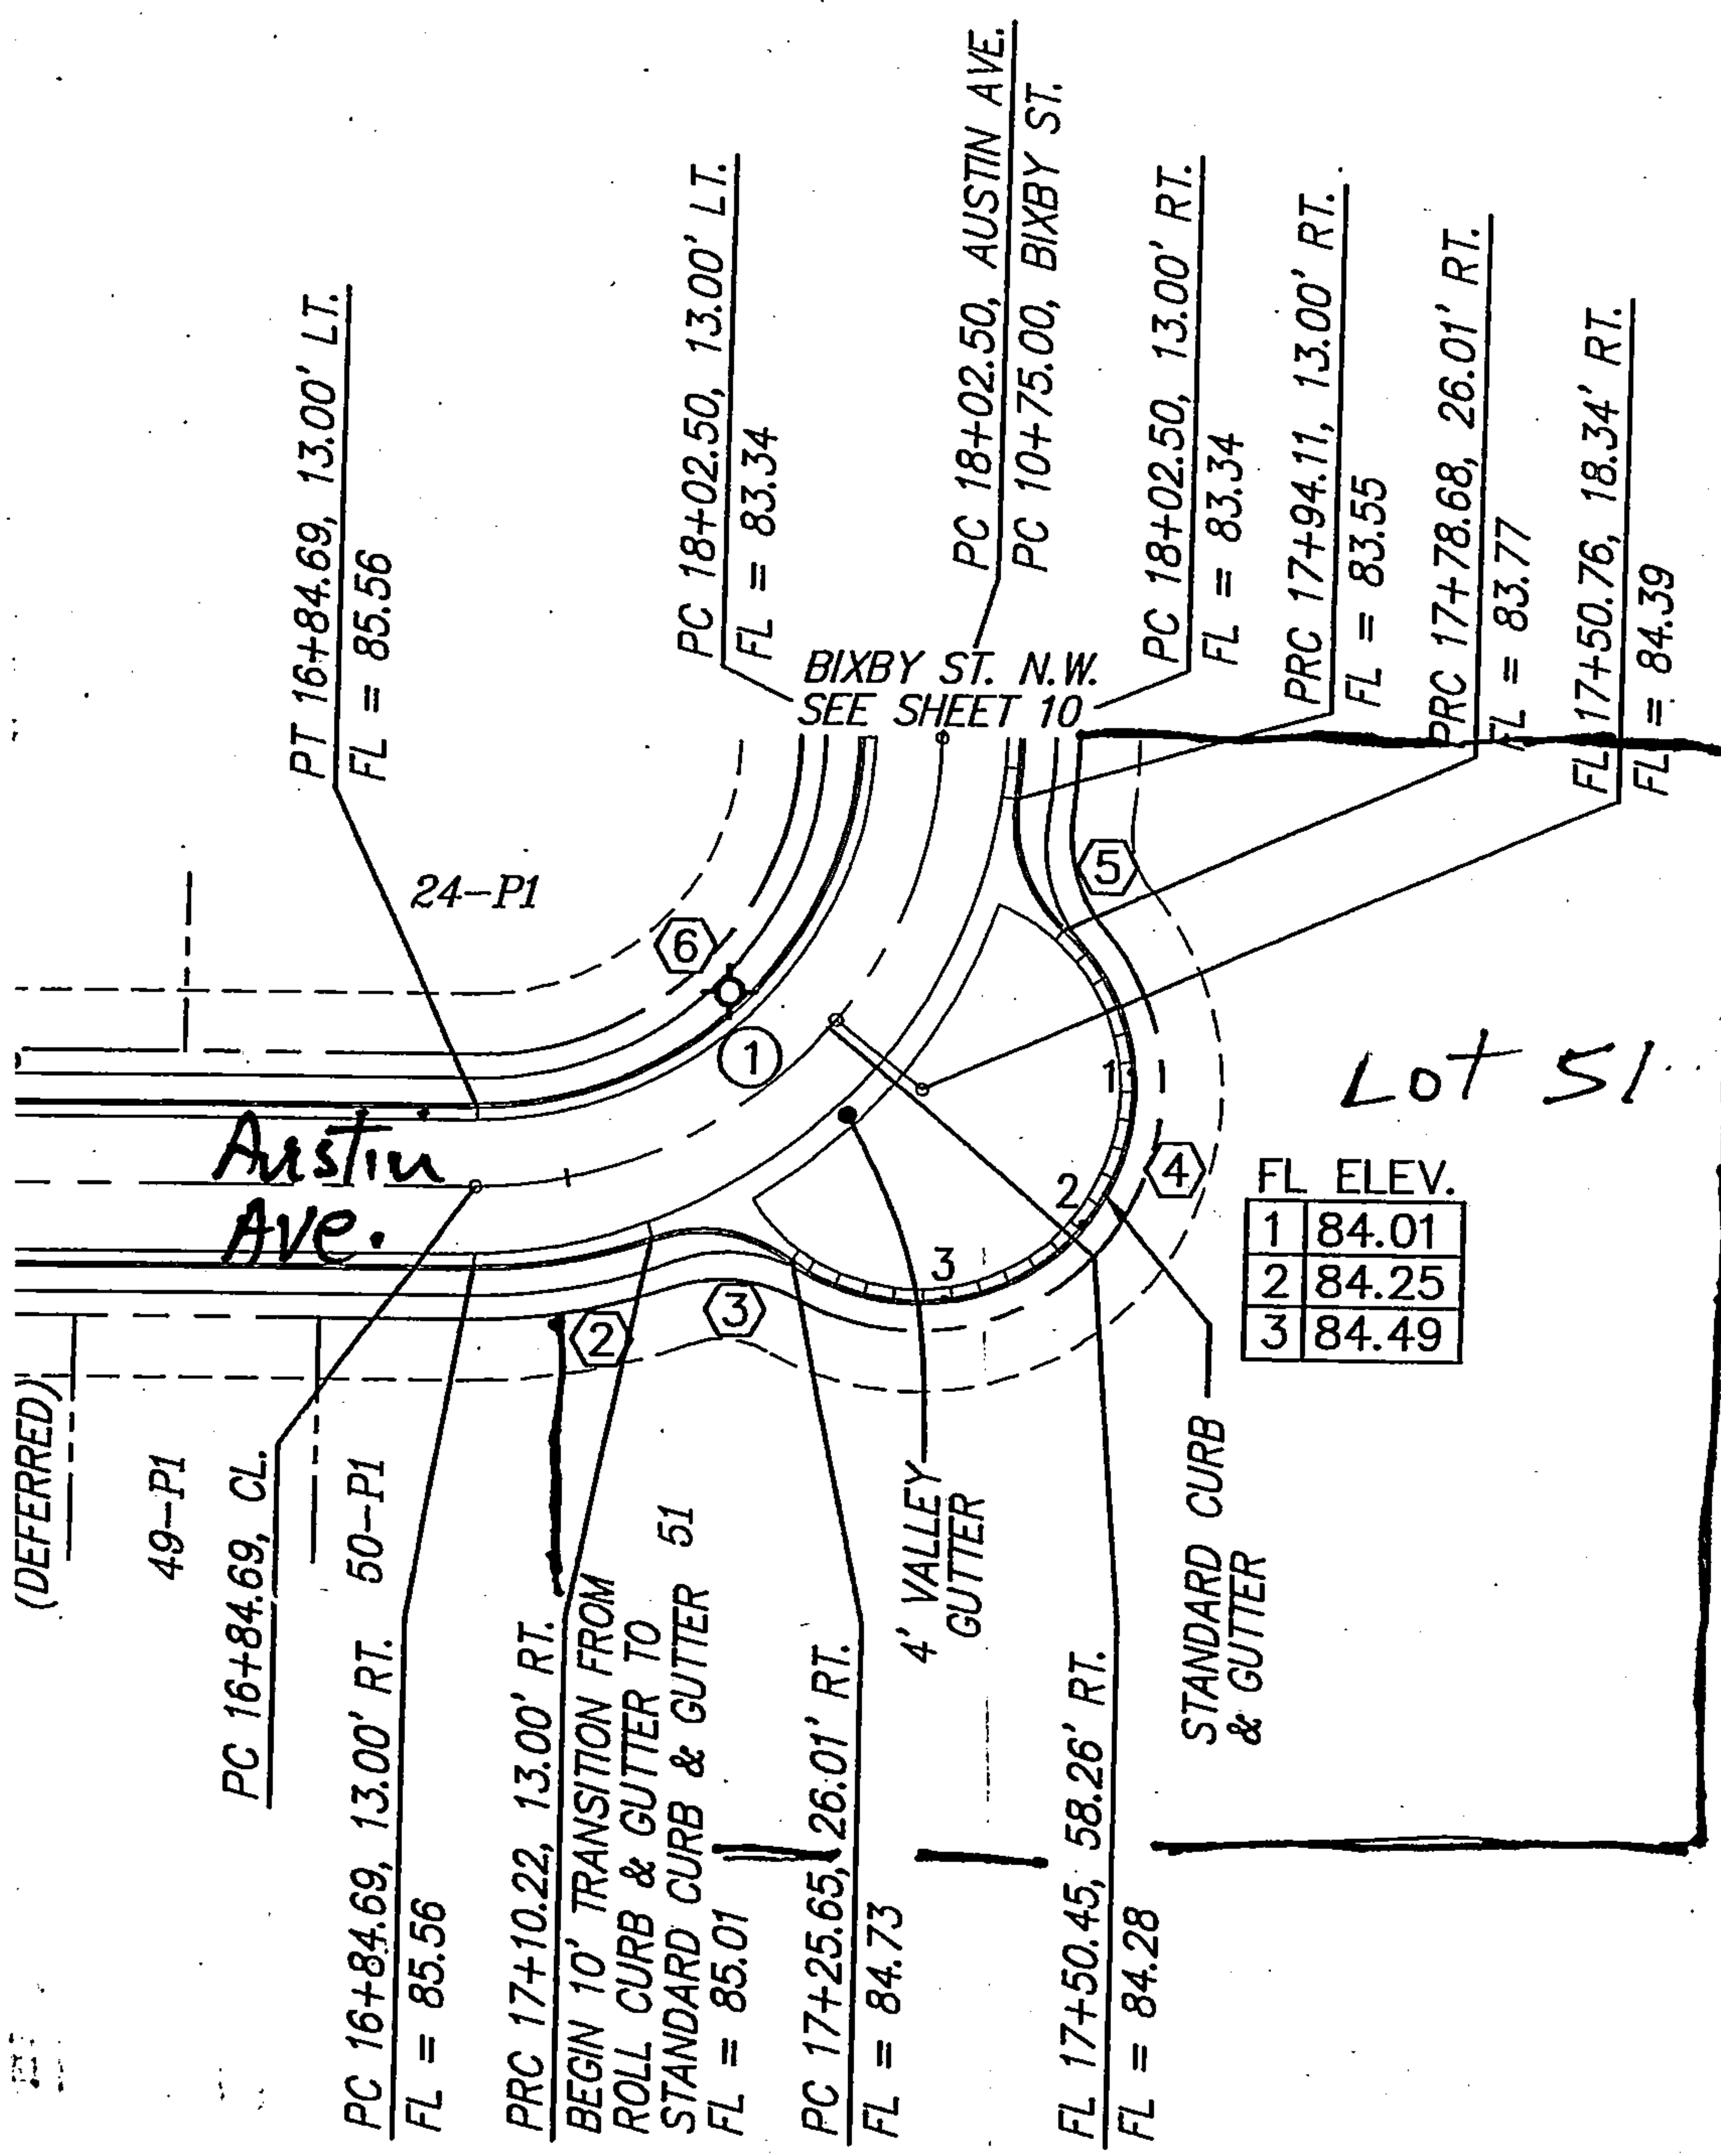 (DEFERRED)
49-P1
PC 16+84.69, CL.
50-P1
PC 16+84.69, 13.00' RT.
FL = 85.56
PRC 17+10.22, 13.00' RT.
BEGIN 10' TRANSITION FROM
ROLL CURB & GUTTER TO
STANDARD CURB & GUTTER
FL = 85.01
51
PC 17+25.65, 26.01' RT.
FL = 84.73
4' VALLEY
GUTTER
FL 17+50.45, 58.26' RT.
FL = 84.28
STANDARD CURB
& GUTTER
Austin
Ave.
24-P1
PT 16+84.69, 13.00' LT.
FL = 85.56
PC 18+02.50, 13.00' LT.
FL = 83.34
BIXBY ST. N.W.
SEE SHEET 10
PC 18+02.50, AUSTIN AVE.
PC 10+75.00, BIXBY ST.
PC 18+02.50, 13.00' RT.
FL = 83.34
PRC 17+94.11, 13.00' RT.
FL = 83.55
PRC 17+78.68, 26.01' RT.
FL = 83.77
FL 17+50.76, 18.34' RT.
FL = 84.39
6
1
5
1
2
3
4
3
2
Lot 51
FL ELEV.
1 84.01
2 84.25
3 84.49